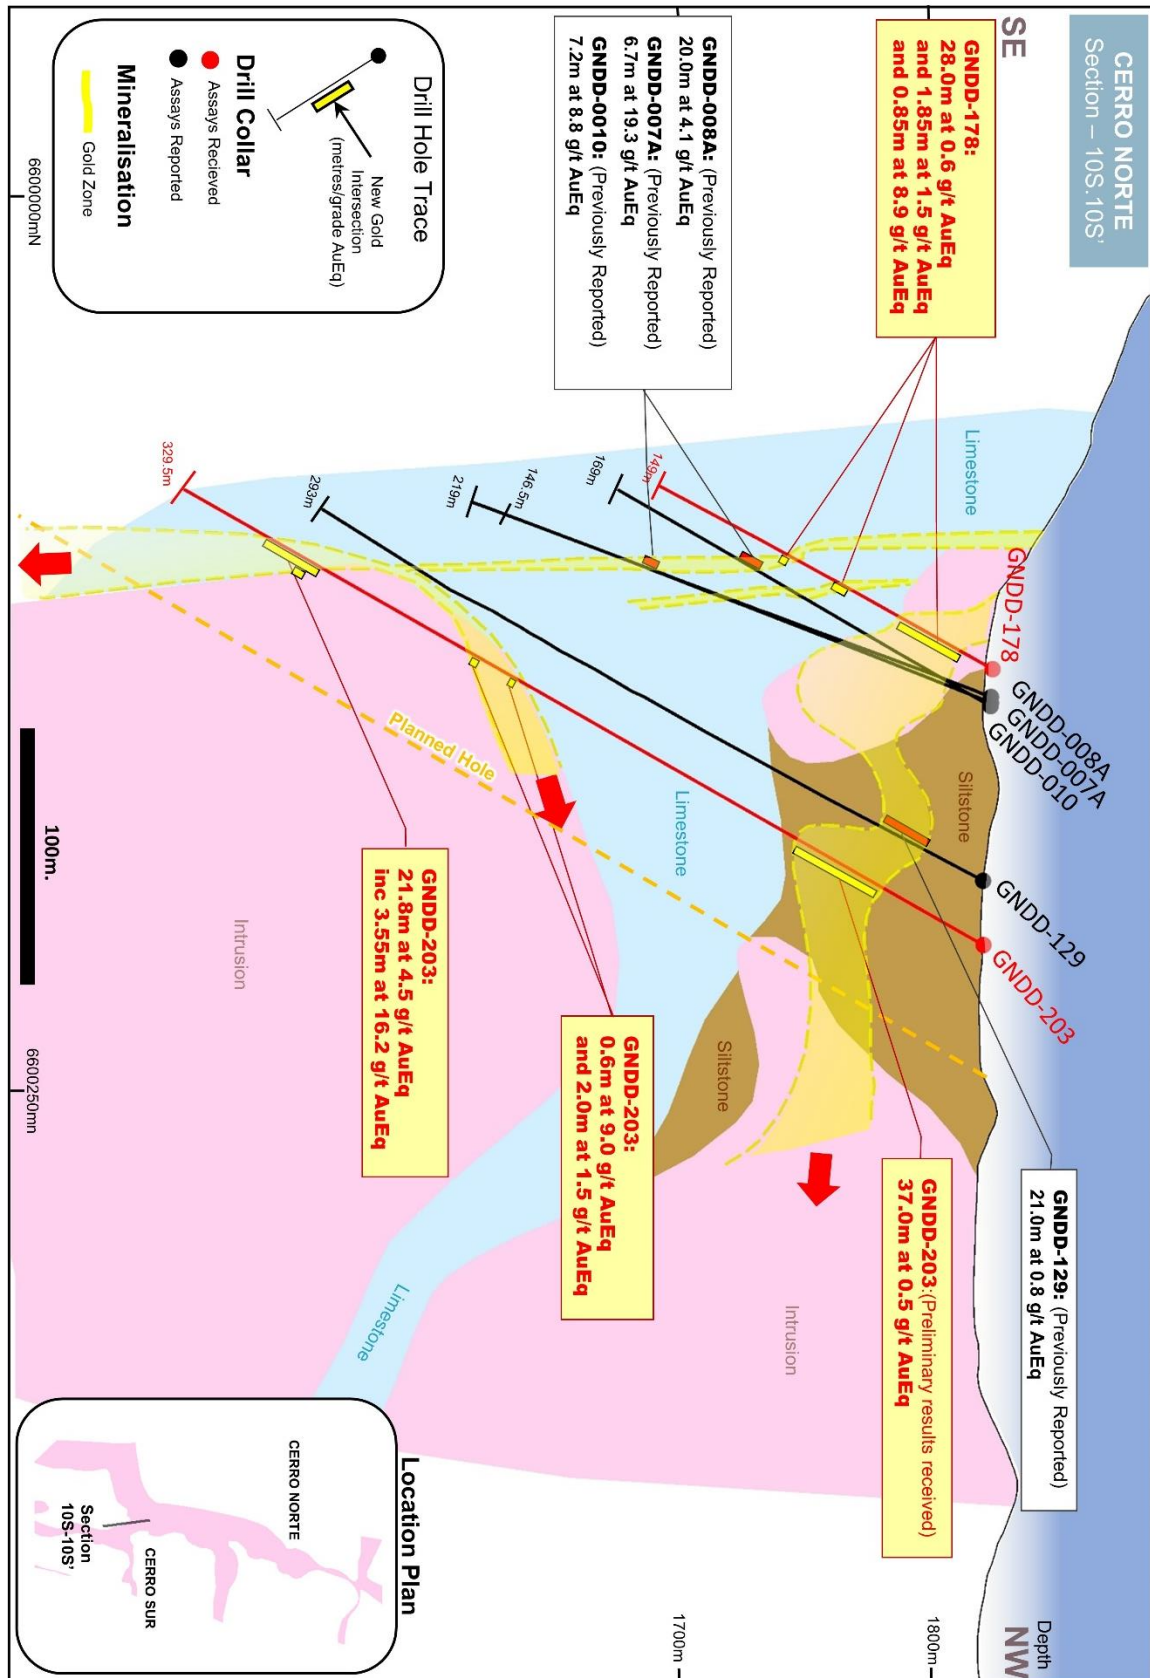 CERRO NORTE
Section – 10S.10S'
SE
Depth
NW
1800m
1700m
GNDD-178:
28.0m at 0.6 g/t AuEq
and 1.85m at 1.5 g/t AuEq
and 0.85m at 8.9 g/t AuEq
GNDD-008A: (Previously Reported)
20.0m at 4.1 g/t AuEq
GNDD-007A: (Previously Reported)
6.7m at 19.3 g/t AuEq
GNDD-0010: (Previously Reported)
7.2m at 8.8 g/t AuEq
GNDD-178
GNDD-008A
GNDD-007A
GNDD-010
GNDD-129
GNDD-203
GNDD-129: (Previously Reported)
21.0m at 0.8 g/t AuEq
GNDD-203:(Preliminary results received)
37.0m at 0.5 g/t AuEq
GNDD-203:
0.6m at 9.0 g/t AuEq
and 2.0m at 1.5 g/t AuEq
GNDD-203:
21.8m at 4.5 g/t AuEq
inc 3.55m at 16.2 g/t AuEq
Limestone
Siltstone
Limestone
Siltstone
Intrusion
Intrusion
Limestone
Planned Hole
149m
169m
146.5m
219m
293m
329.5m
Drill Hole Trace
New Gold
Intersection
(metres/grade AuEq)
Drill Collar
Assays Recieved
Assays Reported
Mineralisation
Gold Zone
6600000mN
100m.
6600250mn
Location Plan
CERRO NORTE
CERRO SUR
Section
10S-10S'